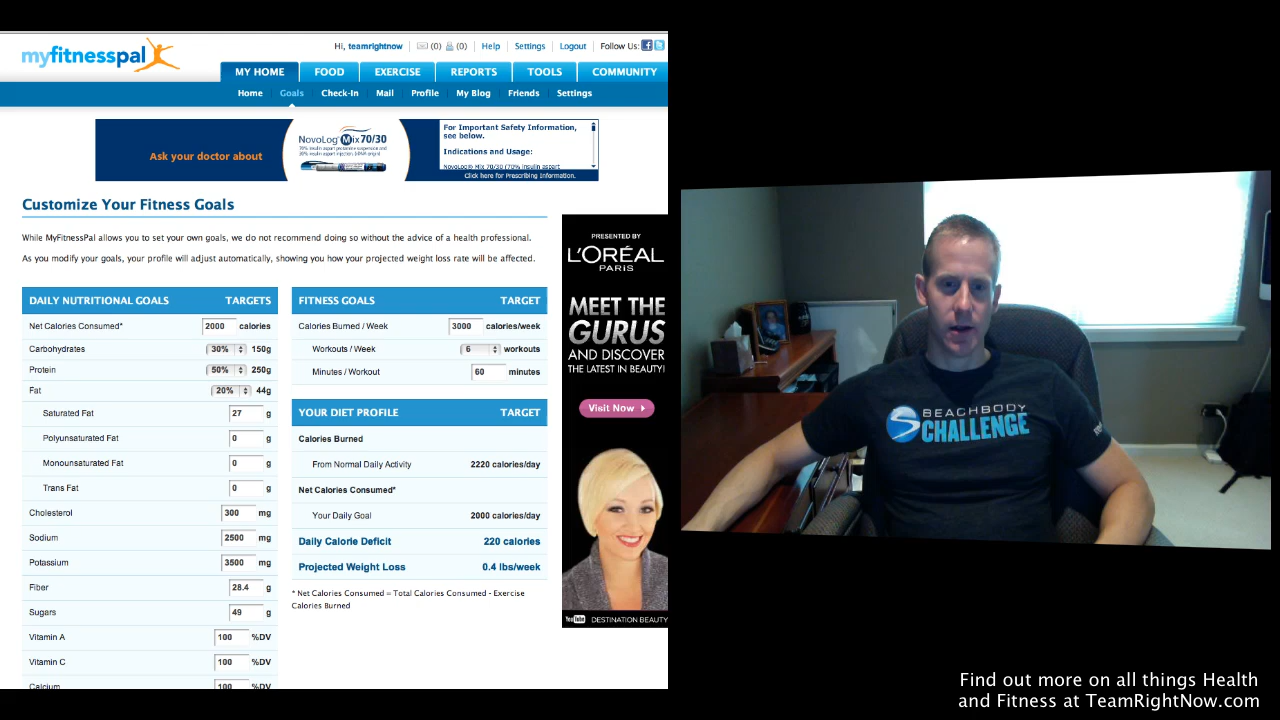 myfitnesspal
Hi, teamrightnow (0) (0) Help Settings Logout Follow Us:
MY HOME FOOD EXERCISE REPORTS TOOLS COMMUNITY
Home Goals Check-In Mail Profile My Blog Friends Settings
Ask your doctor about
NovoLog Mix 70/30
For Important Safety Information,
see below.
Indications and Usage:
NovoLog® Mix 70/30 (70% insulin aspart
Click here for Prescribing Information.
Customize Your Fitness Goals
While MyFitnessPal allows you to set your own goals, we do not recommend doing so without the advice of a health professional.
As you modify your goals, your profile will adjust automatically, showing you how your projected weight loss rate will be affected.
DAILY NUTRITIONAL GOALS TARGETS
Net Calories Consumed* 2000 calories
Carbohydrates 30% 150g
Protein 50% 250g
Fat 20% 44g
Saturated Fat 27 g
Polyunsaturated Fat 0 g
Monounsaturated Fat 0 g
Trans Fat 0 g
Cholesterol 300 mg
Sodium 2500 mg
Potassium 3500 mg
Fiber 28.4 g
Sugars 49 g
Vitamin A 100 %DV
Vitamin C 100 %DV
Calcium 100 %DV
FITNESS GOALS TARGET
Calories Burned / Week 3000 calories/week
Workouts / Week 6 workouts
Minutes / Workout 60 minutes
YOUR DIET PROFILE TARGET
Calories Burned
From Normal Daily Activity 2220 calories/day
Net Calories Consumed*
Your Daily Goal 2000 calories/day
Daily Calorie Deficit 220 calories
Projected Weight Loss 0.4 lbs/week
* Net Calories Consumed = Total Calories Consumed - Exercise
Calories Burned
PRESENTED BY
L'ORÉAL
PARIS
MEET THE
GURUS
AND DISCOVER
THE LATEST IN BEAUTY!
Visit Now
YouTube DESTINATION BEAUTY
BEACHBODY
CHALLENGE
Find out more on all things Health
and Fitness at TeamRightNow.com